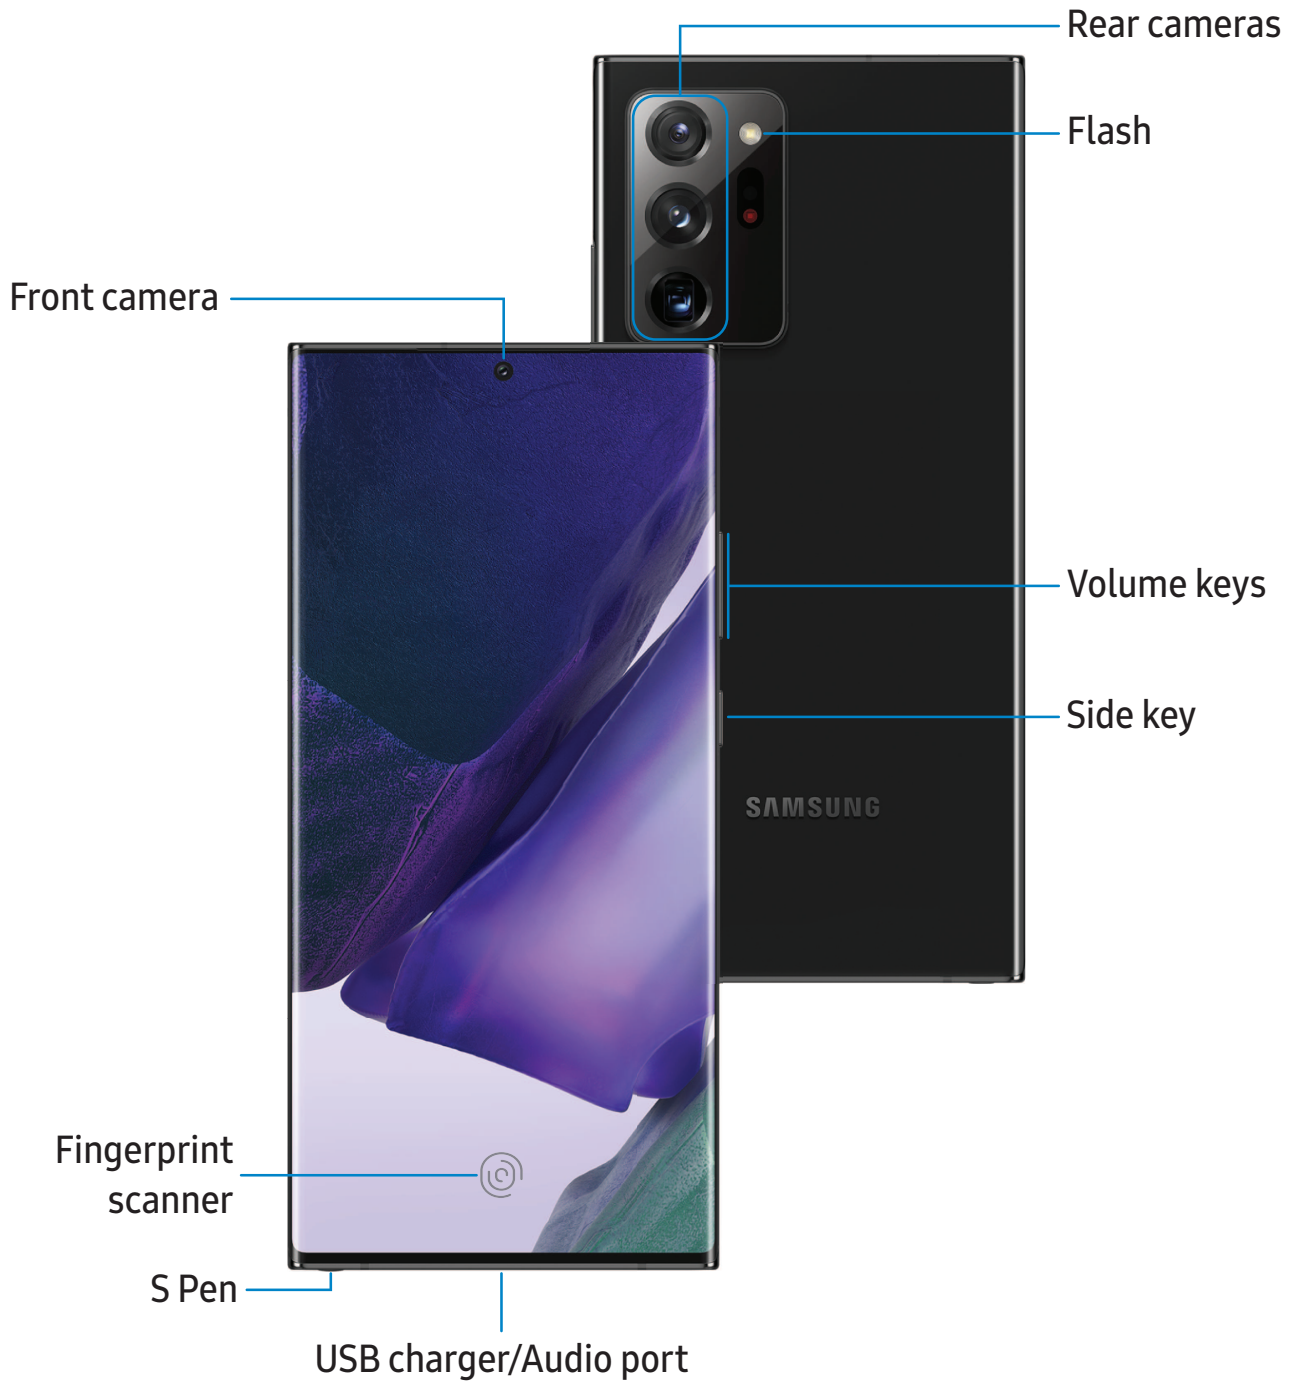 Rear cameras
Flash
Front camera
Volume keys
Side key
SAMSUNG
Fingerprint
scanner
S Pen
USB charger/Audio port